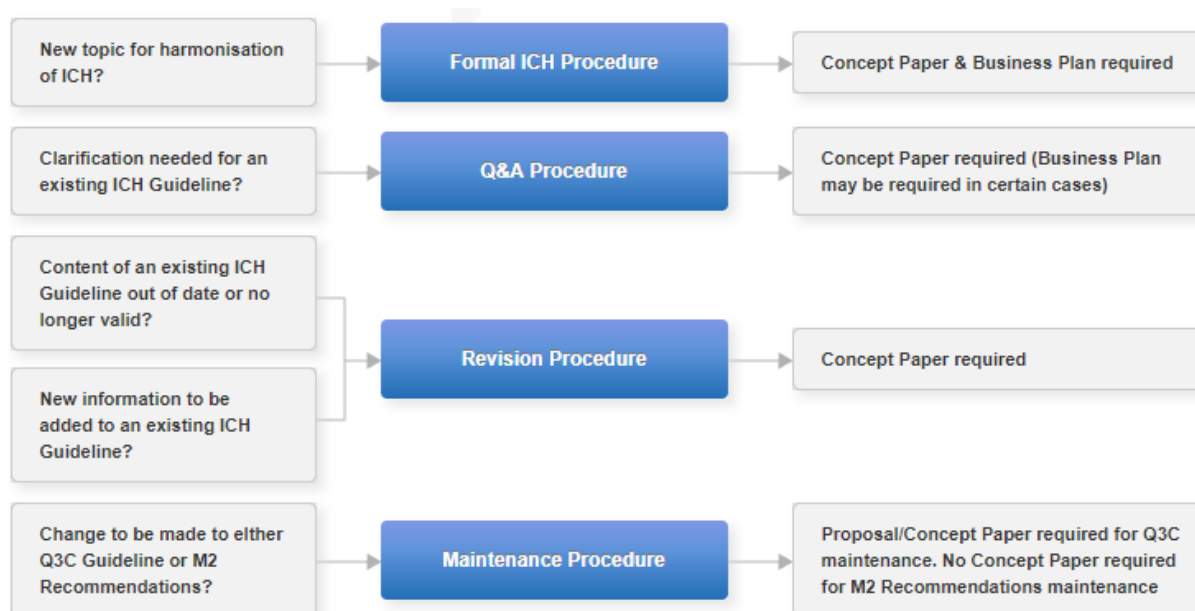 New topic for harmonisation
of ICH?
Formal ICH Procedure
Concept Paper & Business Plan required
Clarification needed for an
existing ICH Guideline?
Q&A Procedure
Concept Paper required (Business Plan
may be required in certain cases)
Content of an existing ICH
Guideline out of date or no
longer valid?
New information to be
added to an existing ICH
Guideline?
Revision Procedure
Concept Paper required
Change to be made to either
Q3C Guideline or M2
Recommendations?
Maintenance Procedure
Proposal/Concept Paper required for Q3C
maintenance. No Concept Paper required
for M2 Recommendations maintenance